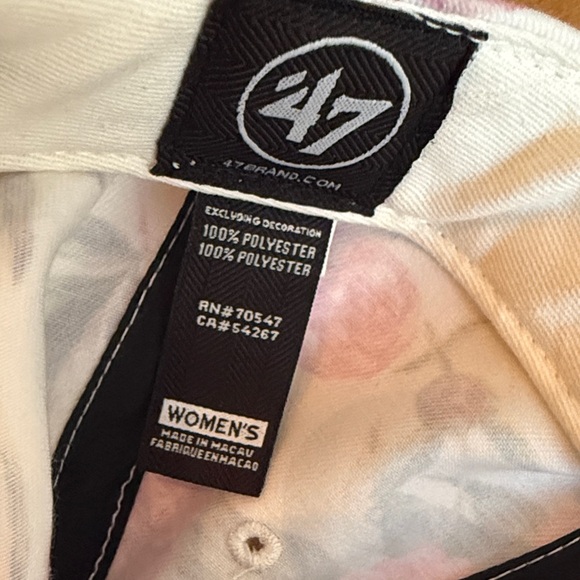 '47
47BRAND.COM
EXCLUDING DECORATION
100% POLYESTER
100% POLYESTER
RN#70547
CA#54267
WOMEN'S
MADE IN MACAU
FABRIQUEENMACAO